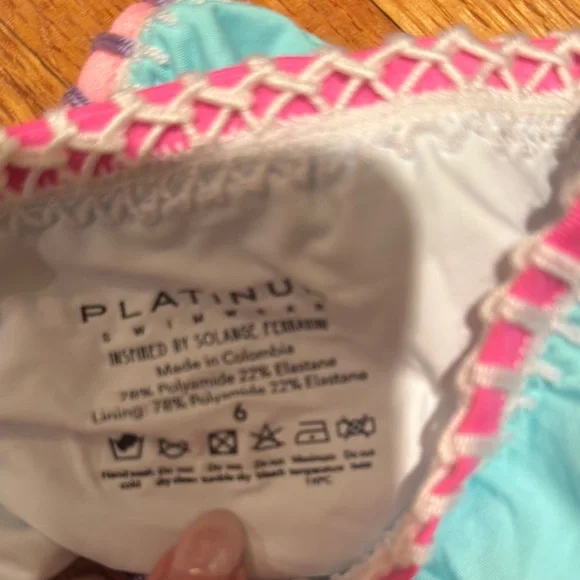 PLATINUM
SWIMWEAR
INSPIRED BY SOLANGE FERRARINI
Made in Colombia
78% Polyamide 22% Elastane
Lining: 78% Polyamide 22% Elastane
6
Hand wash Do not Do not Do not Maximum Do not
cold dry clean tumble dry bleach temperature